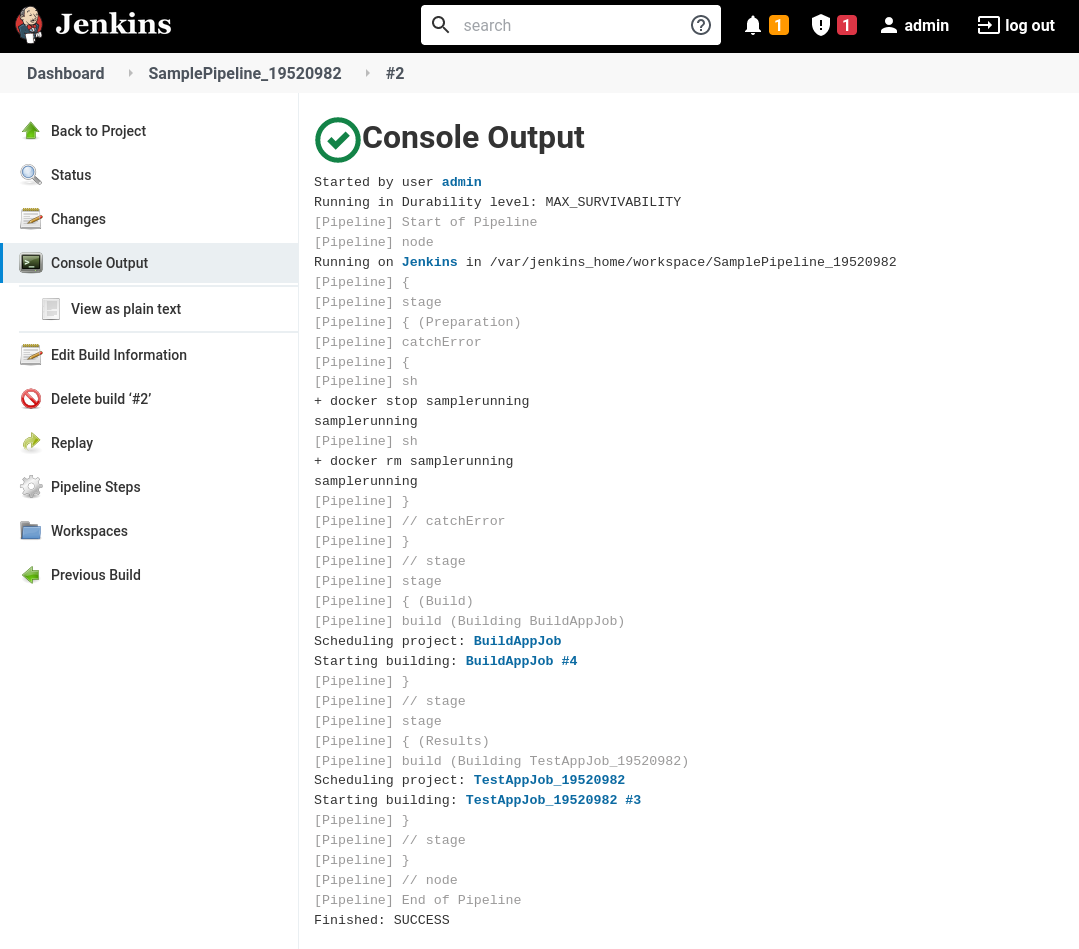 Jenkins
search
1
1
admin
log out
Dashboard
SamplePipeline_19520982
#2
Back to Project
Status
Changes
Console Output
View as plain text
Edit Build Information
Delete build ‘#2’
Replay
Pipeline Steps
Workspaces
Previous Build
Console Output
Started by user admin
Running in Durability level: MAX_SURVIVABILITY
[Pipeline] Start of Pipeline
[Pipeline] node
Running on Jenkins in /var/jenkins_home/workspace/SamplePipeline_19520982
[Pipeline] {
[Pipeline] stage
[Pipeline] { (Preparation)
[Pipeline] catchError
[Pipeline] {
[Pipeline] sh
+ docker stop samplerunning
samplerunning
[Pipeline] sh
+ docker rm samplerunning
samplerunning
[Pipeline] }
[Pipeline] // catchError
[Pipeline] }
[Pipeline] // stage
[Pipeline] stage
[Pipeline] { (Build)
[Pipeline] build (Building BuildAppJob)
Scheduling project: BuildAppJob
Starting building: BuildAppJob #4
[Pipeline] }
[Pipeline] // stage
[Pipeline] stage
[Pipeline] { (Results)
[Pipeline] build (Building TestAppJob_19520982)
Scheduling project: TestAppJob_19520982
Starting building: TestAppJob_19520982 #3
[Pipeline] }
[Pipeline] // stage
[Pipeline] }
[Pipeline] // node
[Pipeline] End of Pipeline
Finished: SUCCESS